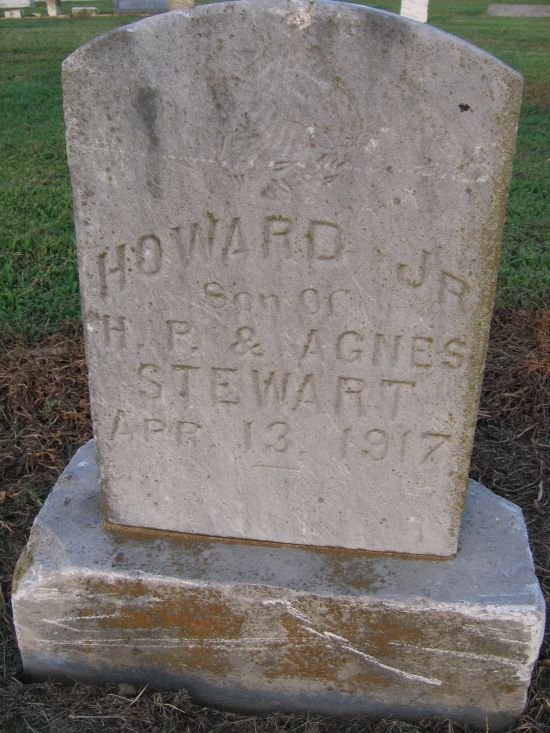 HOWARD JR
Son of
H. P. & AGNES
STEWART
APR. 13, 1917